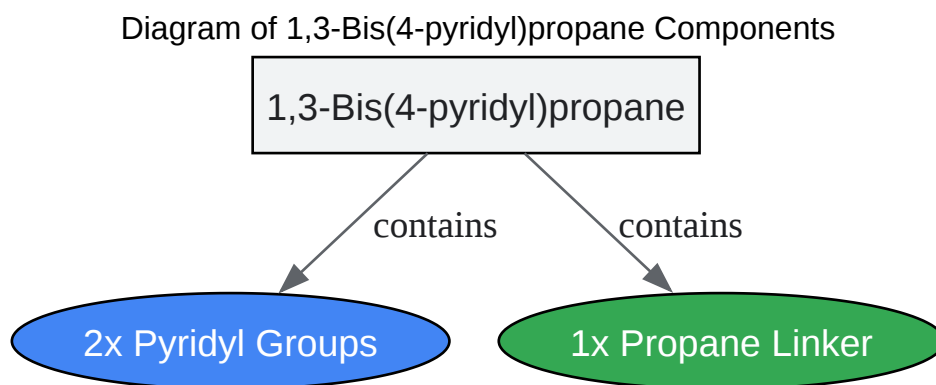 Diagram of 1,3-Bis(4-pyridyl)propane Components
1,3-Bis(4-pyridyl)propane
contains
contains
2x Pyridyl Groups
1x Propane Linker